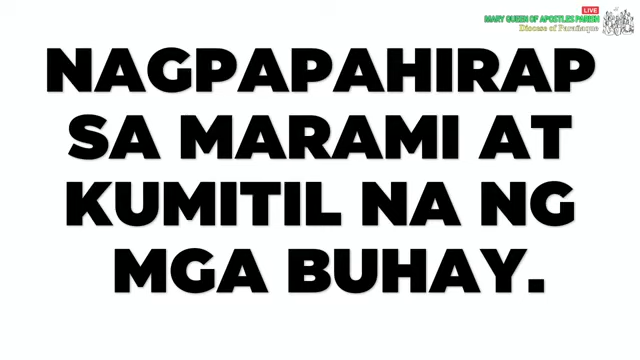 LIVE
MARY QUEEN OF APOSTLES PARISH
Diocese of Parañaque
NAGPAPAHIRAP
SA MARAMI AT
KUMITIL NA NG
MGA BUHAY.